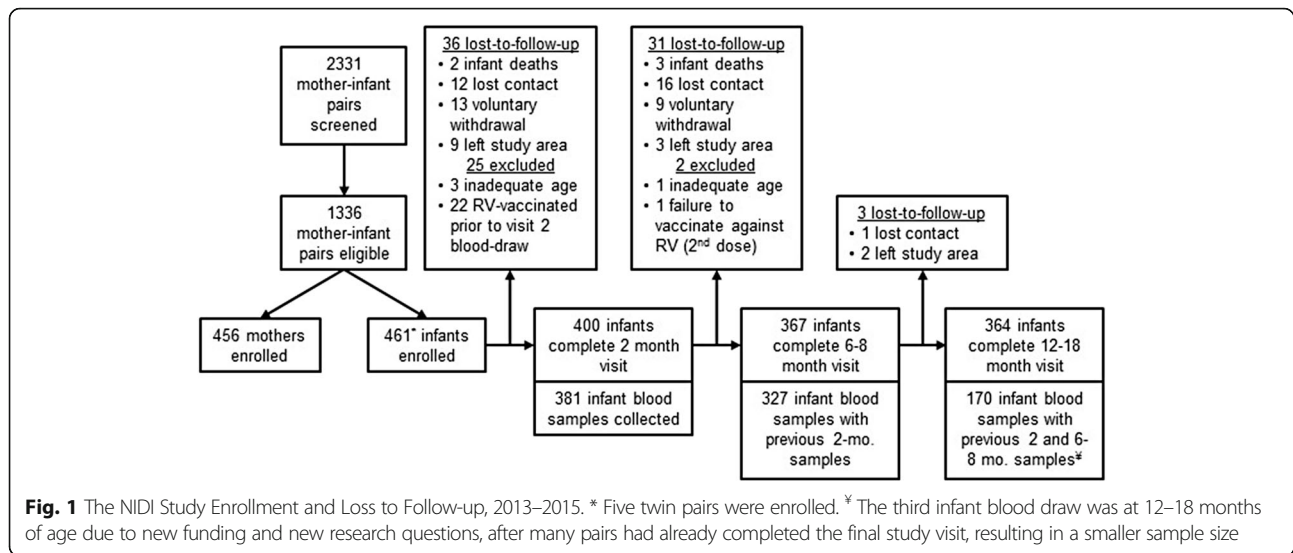 2331
mother-infant
pairs
screened
1336
mother-infant
pairs eligible
456 mothers
enrolled
461* infants
enrolled
36 lost-to-follow-up
• 2 infant deaths
• 12 lost contact
• 13 voluntary
withdrawal
• 9 left study area
25 excluded
• 3 inadequate age
• 22 RV-vaccinated
prior to visit 2
blood-draw
400 infants
complete 2 month
visit
381 infant blood
samples collected
31 lost-to-follow-up
• 3 infant deaths
• 16 lost contact
• 9 voluntary
withdrawal
• 3 left study area
2 excluded
• 1 inadequate age
• 1 failure to
vaccinate against
RV (2nd dose)
367 infants
complete 6-8
month visit
327 infant blood
samples with
previous 2-mo.
samples
3 lost-to-follow-up
• 1 lost contact
• 2 left study area
364 infants
complete 12-18
month visit
170 infant blood
samples with
previous 2 and 6-
8 mo. samples¥
Fig. 1 The NIDI Study Enrollment and Loss to Follow-up, 2013–2015. * Five twin pairs were enrolled. ¥ The third infant blood draw was at 12–18 months
of age due to new funding and new research questions, after many pairs had already completed the final study visit, resulting in a smaller sample size